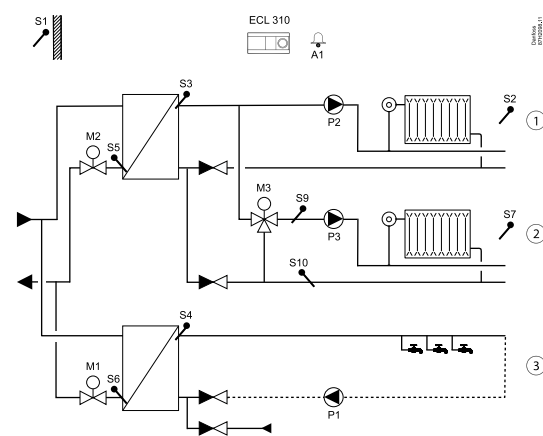 S1
ECL 310
A1
Danfoss
87H2098.11
S3
S2
P2
1
M2
S5
M3
S9
S7
P3
2
S10
S4
M1
S6
3
P1